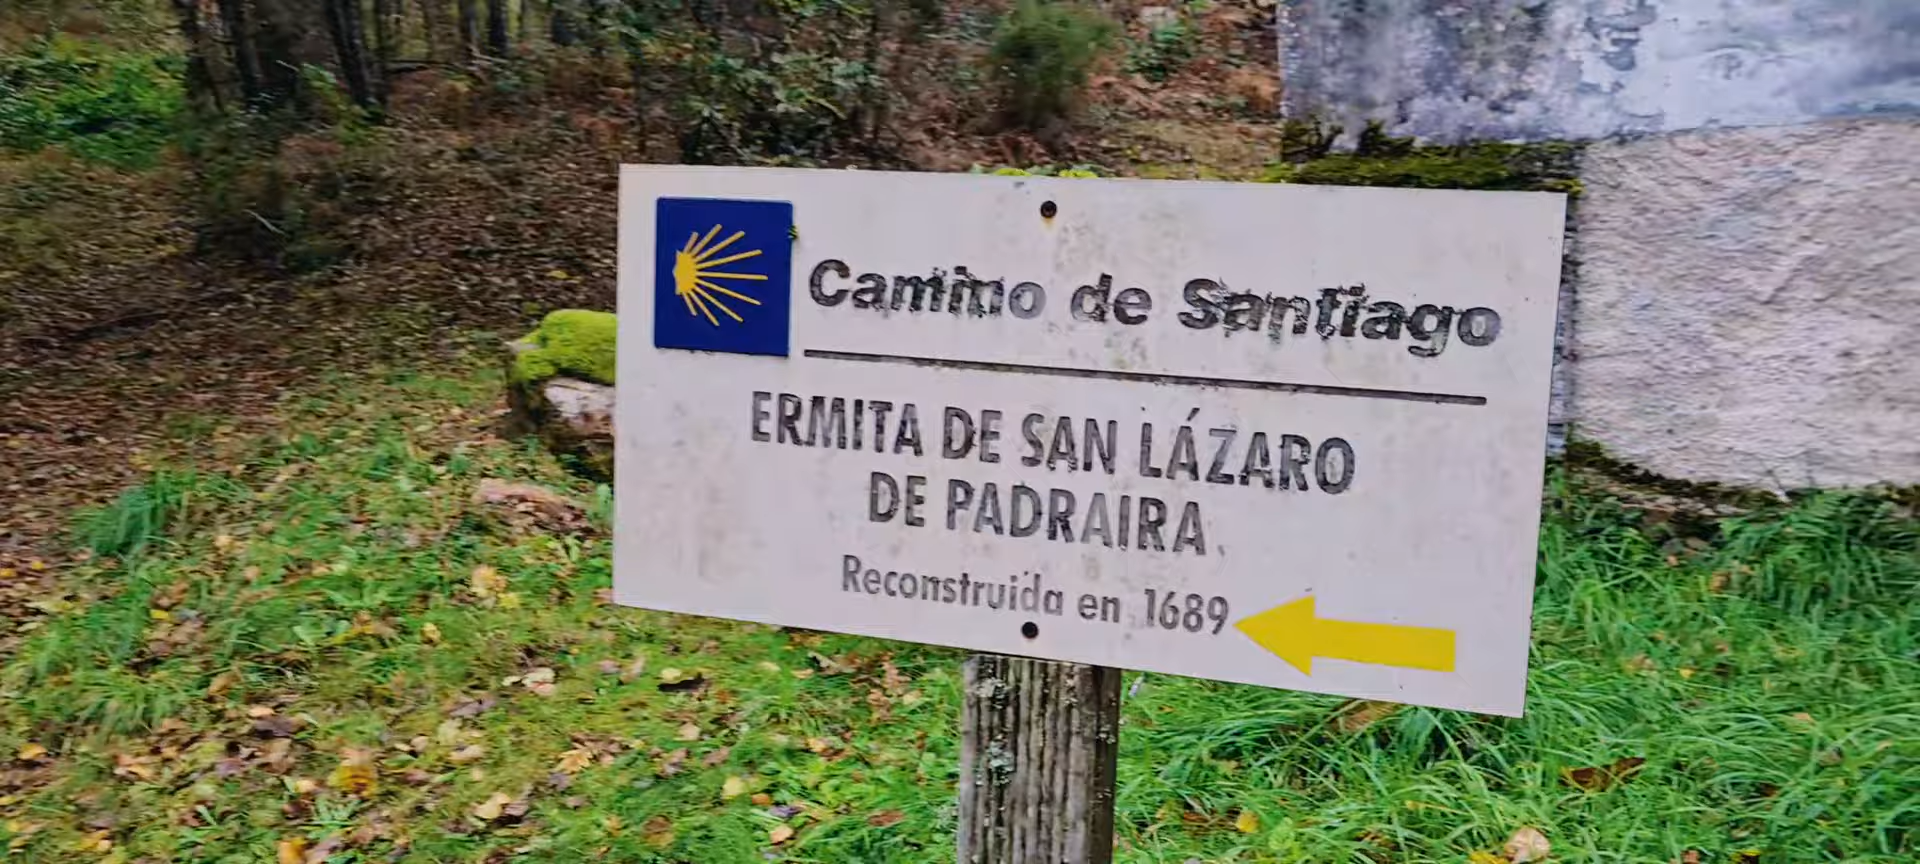 Camino de Santiago
ERMITA DE SAN LÁZARO
DE PADRAIRA
Reconstruida en 1689